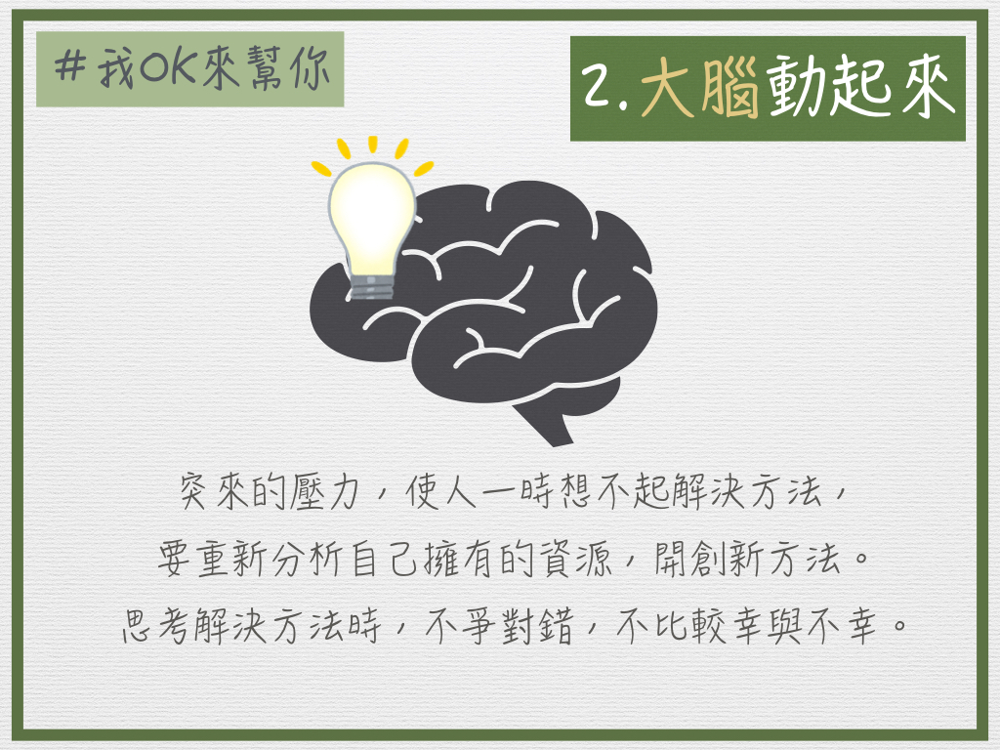 #我OK來幫你
2.大腦動起來
突來的壓力，使人一時想不起解決方法，
要重新分析自己擁有的資源，開創新方法。
思考解決方法時，不爭對錯，不比較幸與不幸。